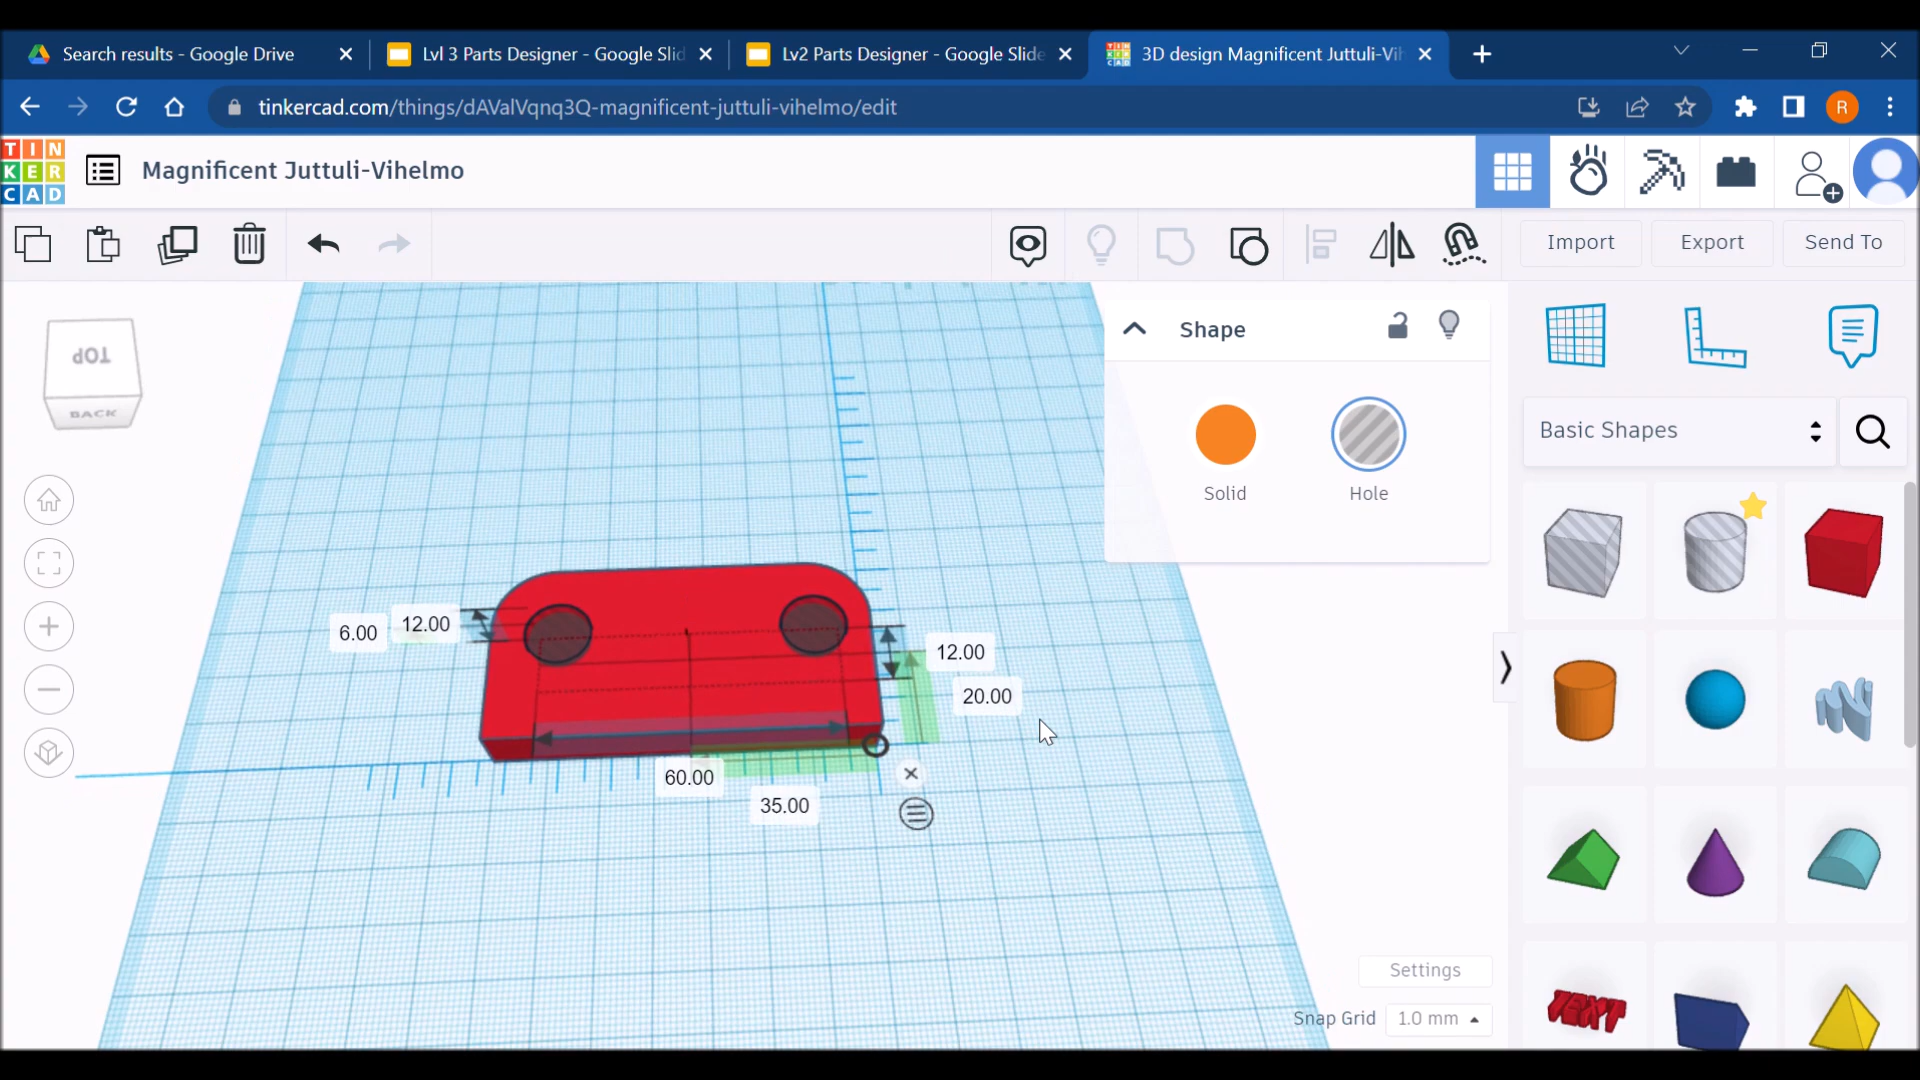 Search results - Google Drive
Lvl 3 Parts Designer - Google Slid
Lv2 Parts Designer - Google Slide
3D design Magnificent Juttuli-Vih
tinkercad.com/things/dAValVqnq3Q-magnificent-juttuli-vihelmo/edit
R
TIN
KER
CAD
Magnificent Juttuli-Vihelmo
Import
Export
Send To
TOP
BACK
Shape
Solid
Hole
Basic Shapes
6.00
12.00
12.00
20.00
60.00
35.00
TEXT
Settings
Snap Grid
1.0 mm